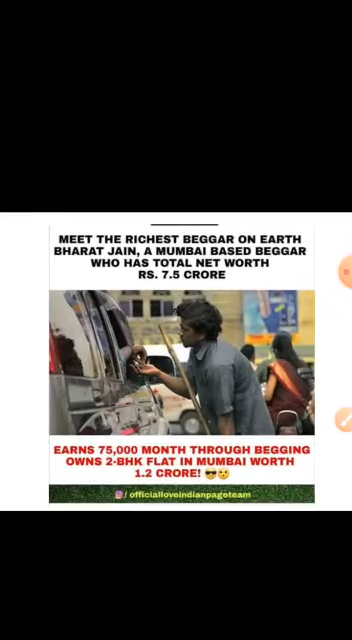 MEET THE RICHEST BEGGAR ON EARTH
BHARAT JAIN, A MUMBAI BASED BEGGAR
WHO HAS TOTAL NET WORTH
RS. 7.5 CRORE
EARNS 75,000 MONTH THROUGH BEGGING
OWNS 2-BHK FLAT IN MUMBAI WORTH
1.2 CRORE! 😎😯
/ officialloveindianpageteam